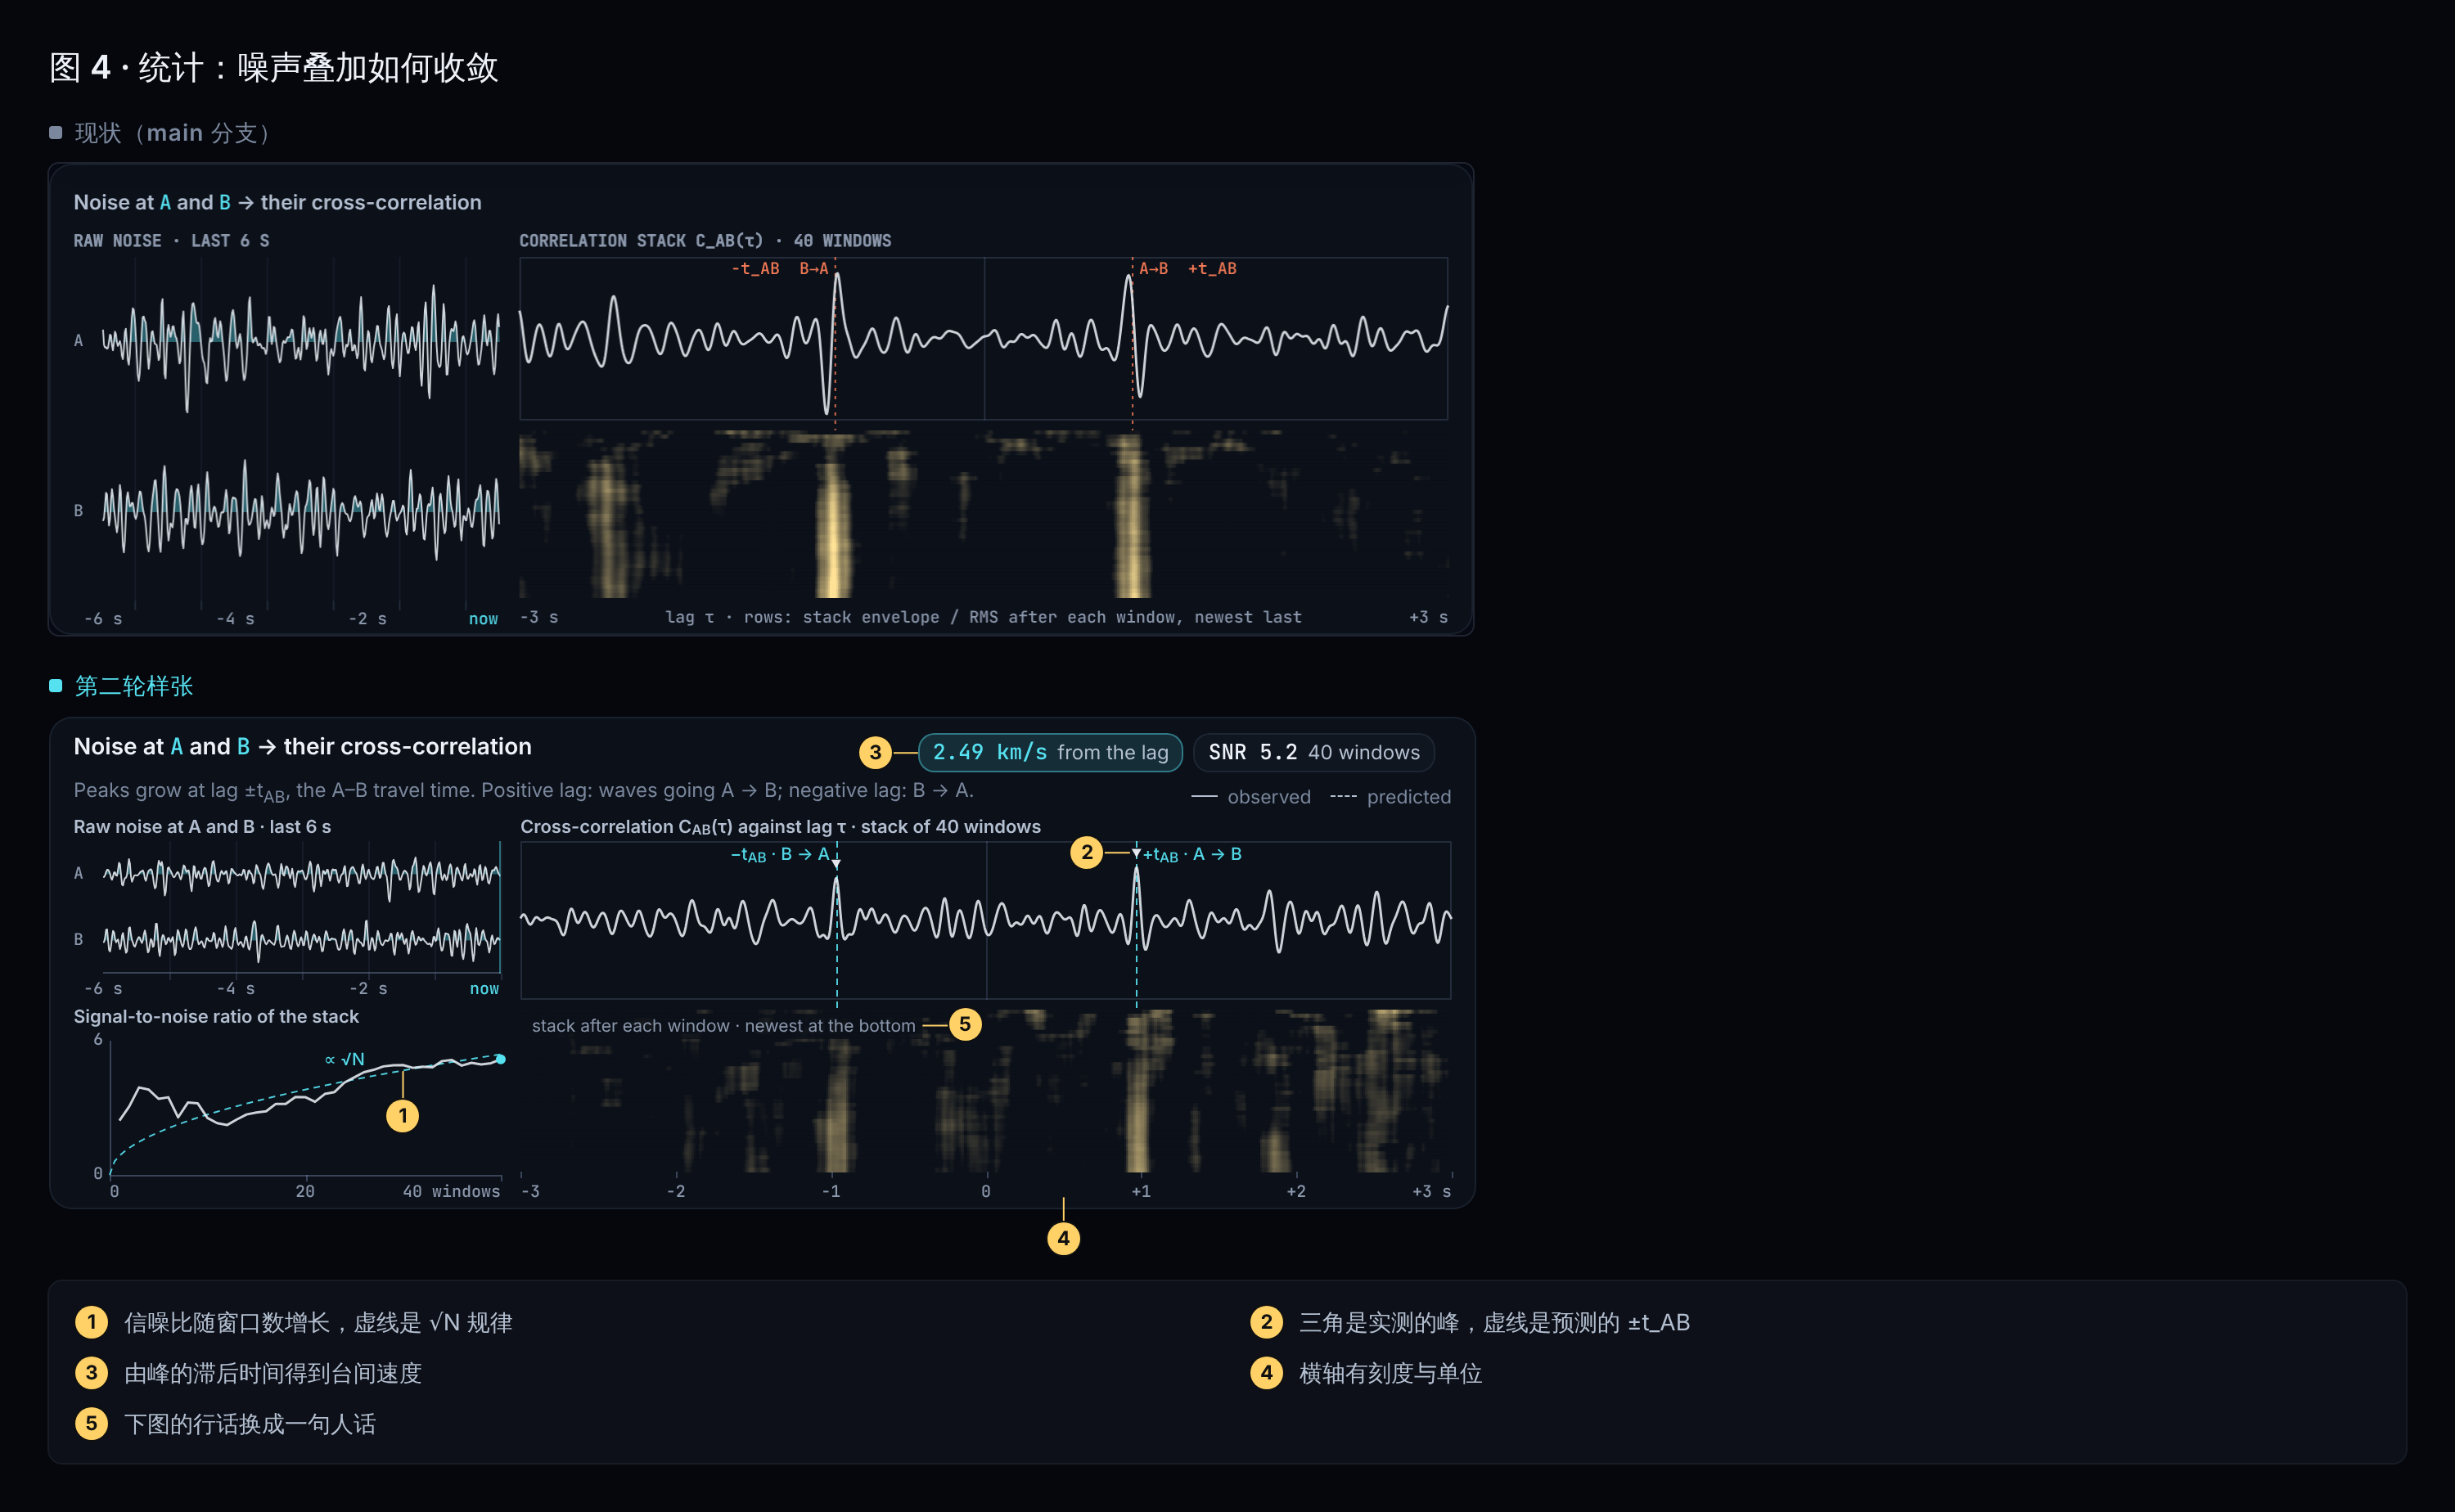 图 4 · 统计：噪声叠加如何收敛
现状（main 分支）
Noise at A and B → their cross-correlation
RAW NOISE · LAST 6 S
CORRELATION STACK C_AB(τ) · 40 WINDOWS
-t_AB B→A
A→B +t_AB
A
B
-6 s -4 s -2 s now
-3 s lag τ · rows: stack envelope / RMS after each window, newest last +3 s
第二轮样张
Noise at A and B → their cross-correlation
3 2.49 km/s from the lag SNR 5.2 40 windows
Peaks grow at lag ±tAB, the A–B travel time. Positive lag: waves going A → B; negative lag: B → A.
observed predicted
Raw noise at A and B · last 6 s
Cross-correlation CAB(τ) against lag τ · stack of 40 windows
−tAB · B → A
2 +tAB · A → B
A
B
-6 s -4 s -2 s now
Signal-to-noise ratio of the stack
stack after each window · newest at the bottom 5
6
∝ √N
1
0
0 20 40 windows
-3 -2 -1 0 +1 +2 +3 s
4
1 信噪比随窗口数增长，虚线是 √N 规律
2 三角是实测的峰，虚线是预测的 ±t_AB
3 由峰的滞后时间得到台间速度
4 横轴有刻度与单位
5 下图的行话换成一句人话